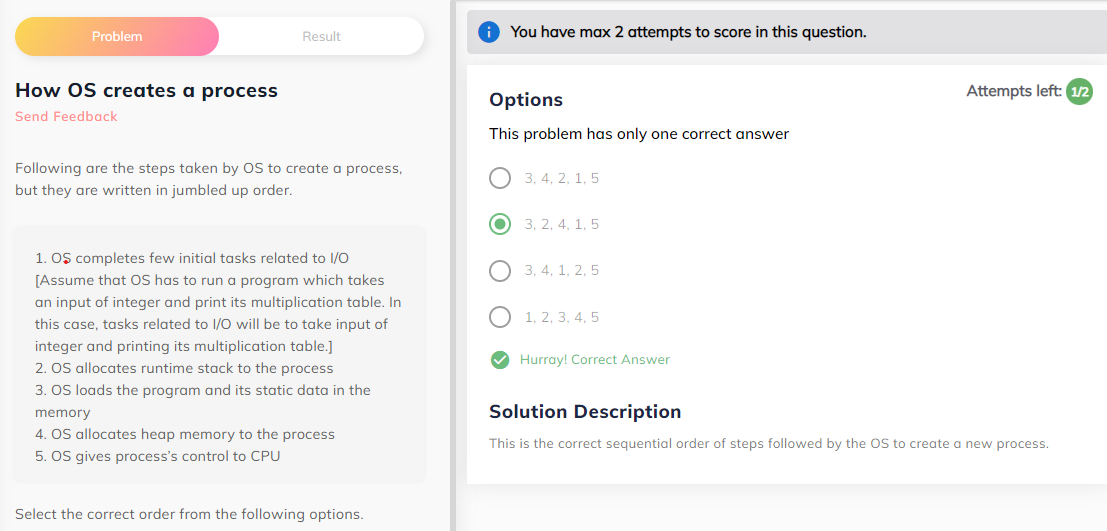 Problem
Result
How OS creates a process
Send Feedback
Following are the steps taken by OS to create a process,
but they are written in jumbled up order.
1. OS completes few initial tasks related to I/O
[Assume that OS has to run a program which takes
an input of integer and print its multiplication table. In
this case, tasks related to I/O will be to take input of
integer and printing its multiplication table.]
2. OS allocates runtime stack to the process
3. OS loads the program and its static data in the
memory
4. OS allocates heap memory to the process
5. OS gives process's control to CPU
Select the correct order from the following options.
You have max 2 attempts to score in this question.
Attempts left: 1/2
Options
This problem has only one correct answer
3, 4, 2, 1, 5
3, 2, 4, 1, 5
3, 4, 1, 2, 5
1, 2, 3, 4, 5
Hurray! Correct Answer
Solution Description
This is the correct sequential order of steps followed by the OS to create a new process.